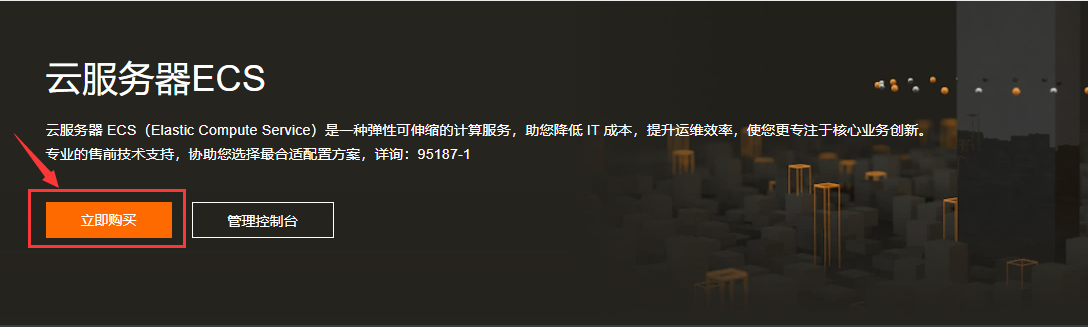 云服务器ECS
云服务器 ECS（Elastic Compute Service）是一种弹性可伸缩的计算服务，助您降低 IT 成本，提升运维效率，使您更专注于核心业务创新。
专业的售前技术支持，协助您选择最合适配置方案，详询：95187-1
立即购买 管理控制台